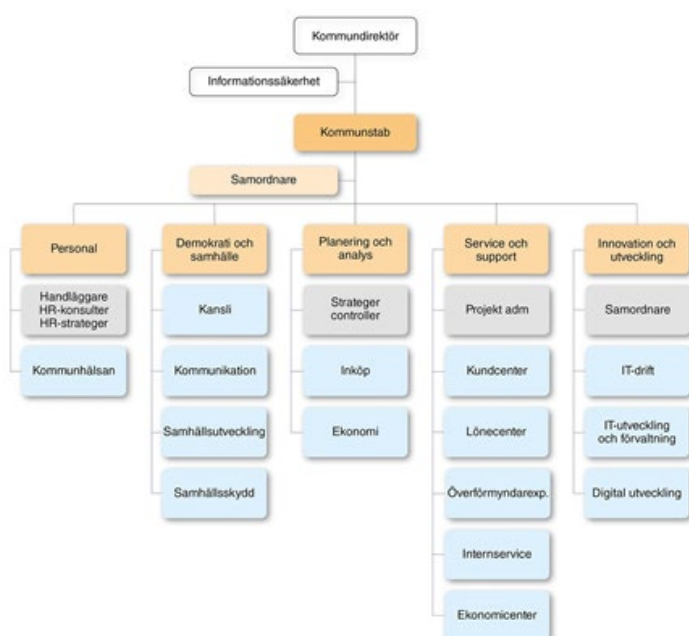 Kommundirektör
Informationssäkerhet
Kommunstab
Samordnare
Personal
Demokrati och
samhälle
Planering och
analys
Service och
support
Innovation och
utveckling
Handläggare
HR-konsulter
HR-strateger
Kansli
Strateger
controller
Projekt adm
Samordnare
Kommunhälsan
Kommunikation
Inköp
Kundcenter
IT-drift
Samhällsutveckling
Ekonomi
Lönecenter
IT-utveckling
och förvaltning
Samhällsskydd
Överförmyndarexp.
Digital utveckling
Internservice
Ekonomicenter